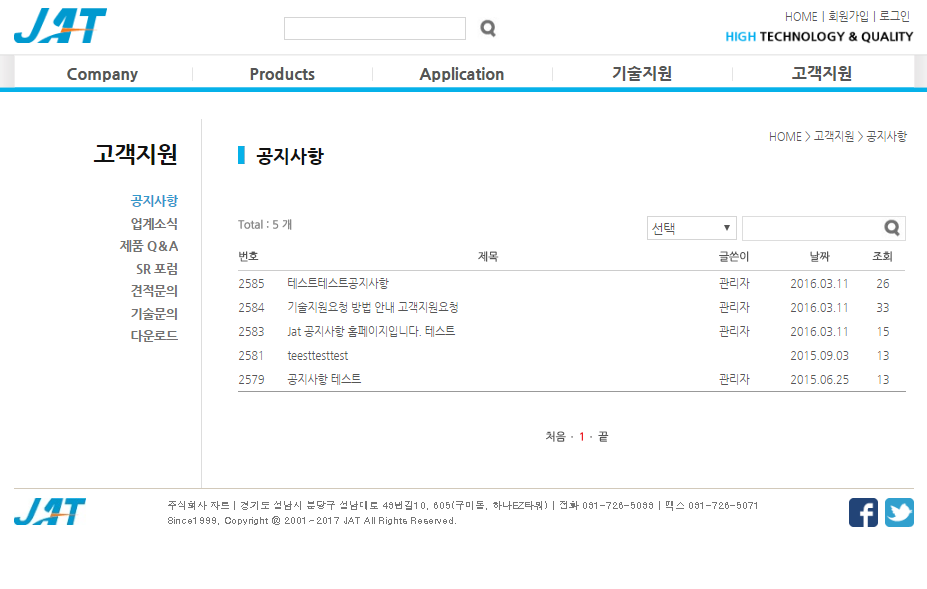 JAT
HOME | 회원가입 | 로그인
HIGH TECHNOLOGY & QUALITY
Company Products Application 기술지원 고객지원
고객지원
공지사항
업계소식
제품 Q&A
SR 포럼
견적문의
기술문의
다운로드
HOME > 고객지원 > 공지사항
공지사항
Total : 5 개
선택
번호 제목 글쓴이 날짜 조회
2585 테스트테스트공지사항 관리자 2016.03.11 26
2584 기술지원요청 방법 안내 고객지원요청 관리자 2016.03.11 33
2583 Jat 공지사항 홈페이지입니다. 테스트 관리자 2016.03.11 15
2581 teesttesttest 2015.09.03 13
2579 공지사항 테스트 관리자 2015.06.25 13
처음 · 1 · 끝
JAT
주식회사 자트 | 경기도 성남시 분당구 성남대로 49번길10, 605(구미동, 하나EZ타워) | 전화 031-726-5099 | 팩스 031-726-5071
Since1999, Copyright ⓒ 2001~2017 JAT All Rights Reserved.